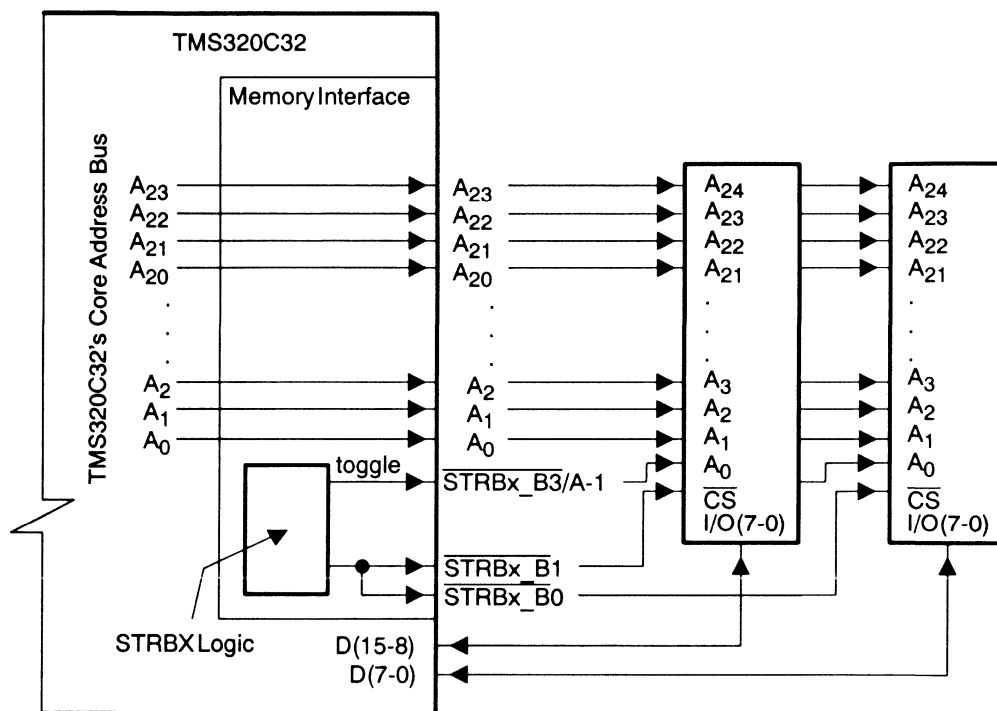 TMS320C32
Memory Interface
TMS320C32's Core Address Bus
A23
A22
A21
A20
.
.
.
A2
A1
A0
A23
A22
A21
A20
.
.
.
A2
A1
A0
toggle
STRBx_B3/A-1
STRBx_B1
STRBx_B0
STRBX Logic
D(15-8)
D(7-0)
A24
A23
A22
A21
.
.
.
A3
A2
A1
A0
CS
I/O(7-0)
A24
A23
A22
A21
.
.
.
A3
A2
A1
A0
CS
I/O(7-0)